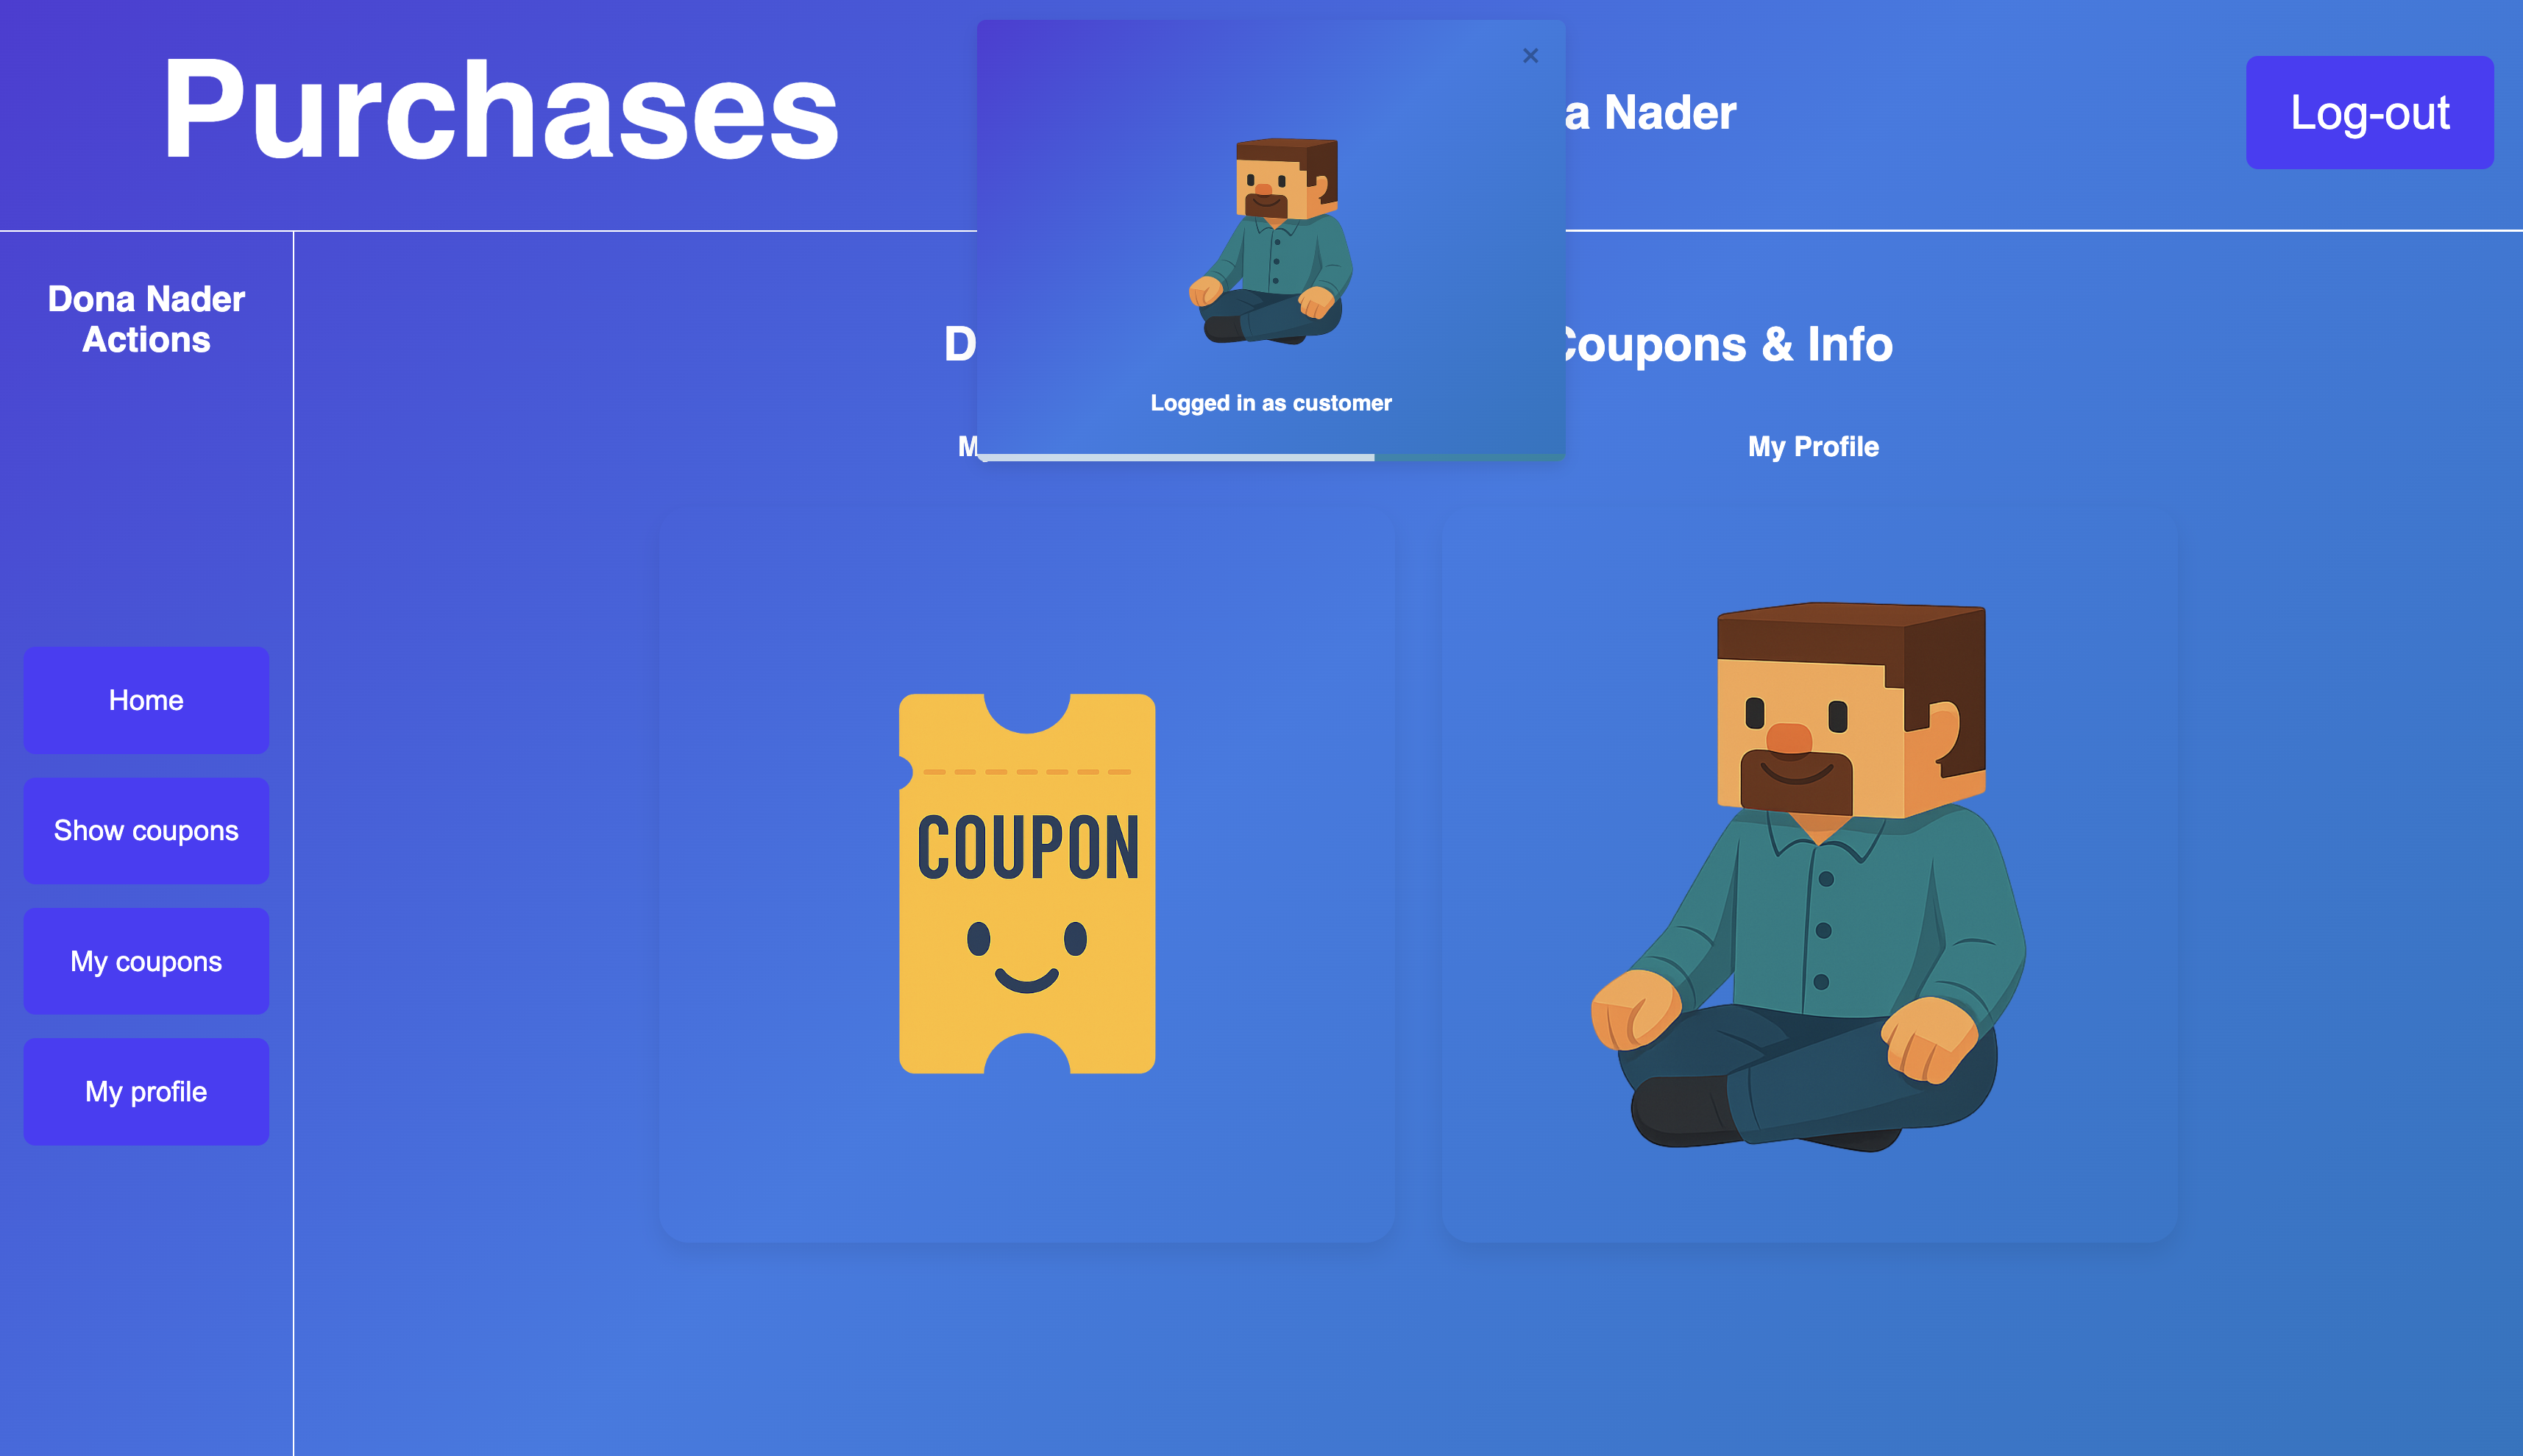 Purchases
Nader
Log-out
Dona Nader
Actions
Coupons & Info
Logged in as customer
My Profile
Home
Show coupons
My coupons
My profile
COUPON